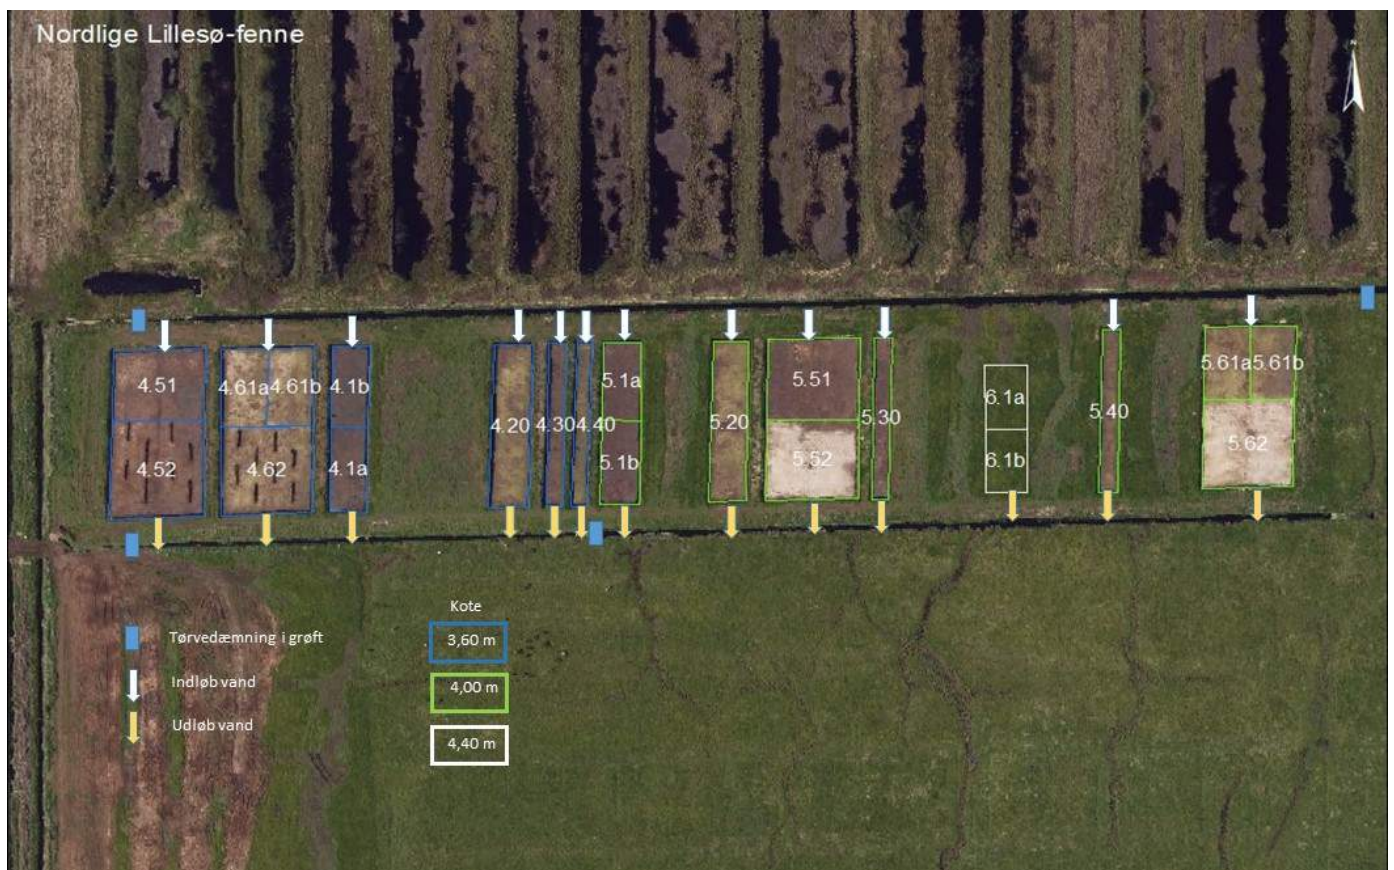 Nordlige Lillesø-fenne
4.51
4.61a
4.61b
4.1b
4.20
4.30
4.40
5.1a
5.20
5.51
5.30
6.1a
5.40
5.61a
5.61b
4.52
4.62
4.1a
5.1b
5.52
6.1b
5.62
Kote
Tørvedæmning i grøft
3,60 m
Indløb vand
4,00 m
Udløb vand
4,40 m